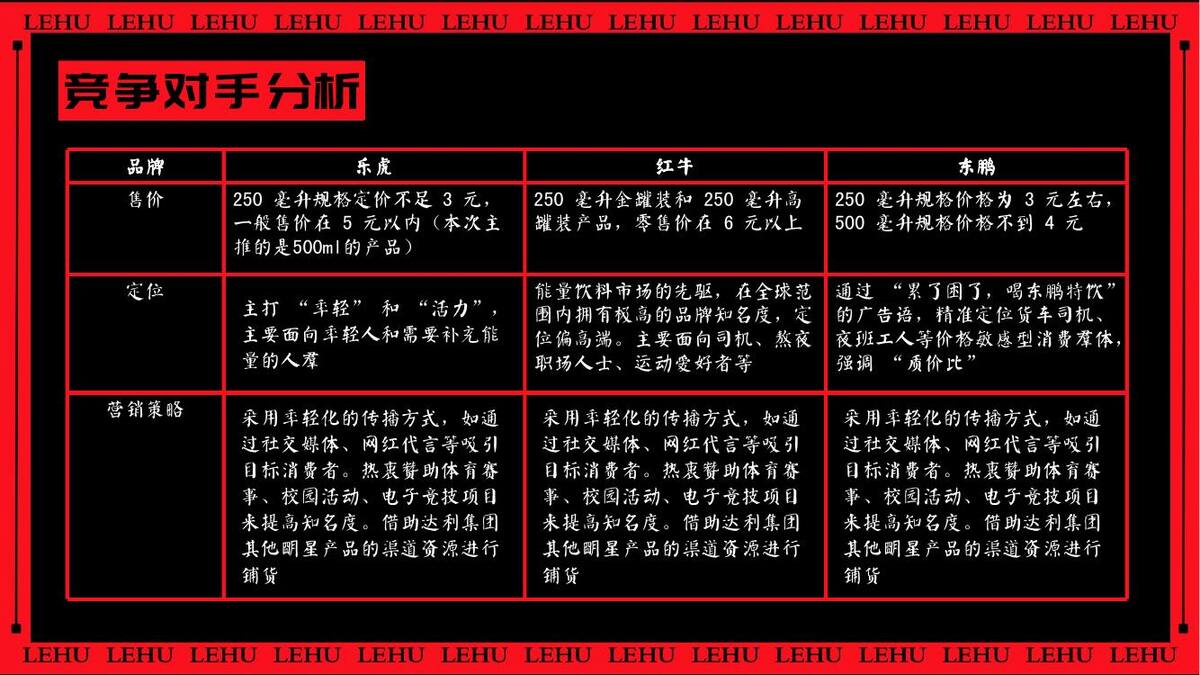 LEHU LEHU LEHU LEHU LEHU LEHU LEHU LEHU LEHU LEHU LEHU LEHU LEHU LEHU
竞争对手分析
品牌
乐虎
红牛
东鹏
售价
250 毫升规格定价不足 3 元，
一般售价在 5 元以内（本次主
推的是500ml的产品）
250 毫升金罐装和 250 毫升高
罐装产品，零售价在 6 元以上
250 毫升规格价格为 3 元左右，
500 毫升规格价格不到 4 元
定位
主打 “年轻” 和 “活力”，
主要面向年轻人和需要补充能
量的人群
能量饮料市场的先驱，在全球范
围内拥有极高的品牌知名度，定
位偏高端。主要面向司机、熬夜
职场人士、运动爱好者等
通过 “累了困了，喝东鹏特饮”
的广告语，精准定位货车司机、
夜班工人等价格敏感型消费群体，
强调 “质价比”
营销策略
采用年轻化的传播方式，如通
过社交媒体、网红代言等吸引
目标消费者。热衷赞助体育赛
事、校园活动、电子竞技项目
来提高知名度。借助达利集团
其他明星产品的渠道资源进行
铺货
采用年轻化的传播方式，如通
过社交媒体、网红代言等吸引
目标消费者。热衷赞助体育赛
事、校园活动、电子竞技项目
来提高知名度。借助达利集团
其他明星产品的渠道资源进行
铺货
采用年轻化的传播方式，如通
过社交媒体、网红代言等吸引
目标消费者。热衷赞助体育赛
事、校园活动、电子竞技项目
来提高知名度。借助达利集团
其他明星产品的渠道资源进行
铺货
LEHU LEHU LEHU LEHU LEHU LEHU LEHU LEHU LEHU LEHU LEHU LEHU LEHU LEHU